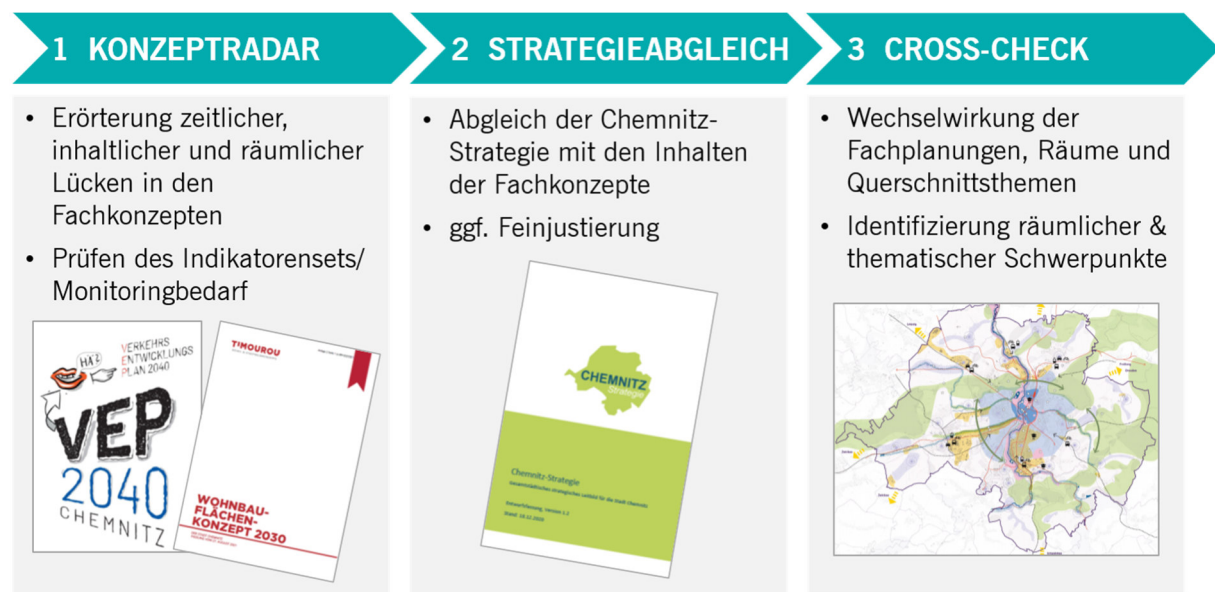 1 KONZEPTRADAR
• Erörterung zeitlicher,
inhaltlicher und räumlicher
Lücken in den
Fachkonzepten
• Prüfen des Indikatorensets/
Monitoringbedarf
HÄ?
VERKEHRS
ENTWICKLUNGS
PLAN 2040
VEP
2040
CHEMNITZ
TIMOUROU
WOHNBAU-
FLÄCHEN-
KONZEPT 2030
2 STRATEGIEABGLEICH
• Abgleich der Chemnitz-
Strategie mit den Inhalten
der Fachkonzepte
• ggf. Feinjustierung
CHEMNITZ
Strategie
Chemnitz-Strategie
3 CROSS-CHECK
• Wechselwirkung der
Fachplanungen, Räume und
Querschnittsthemen
• Identifizierung räumlicher &
thematischer Schwerpunkte